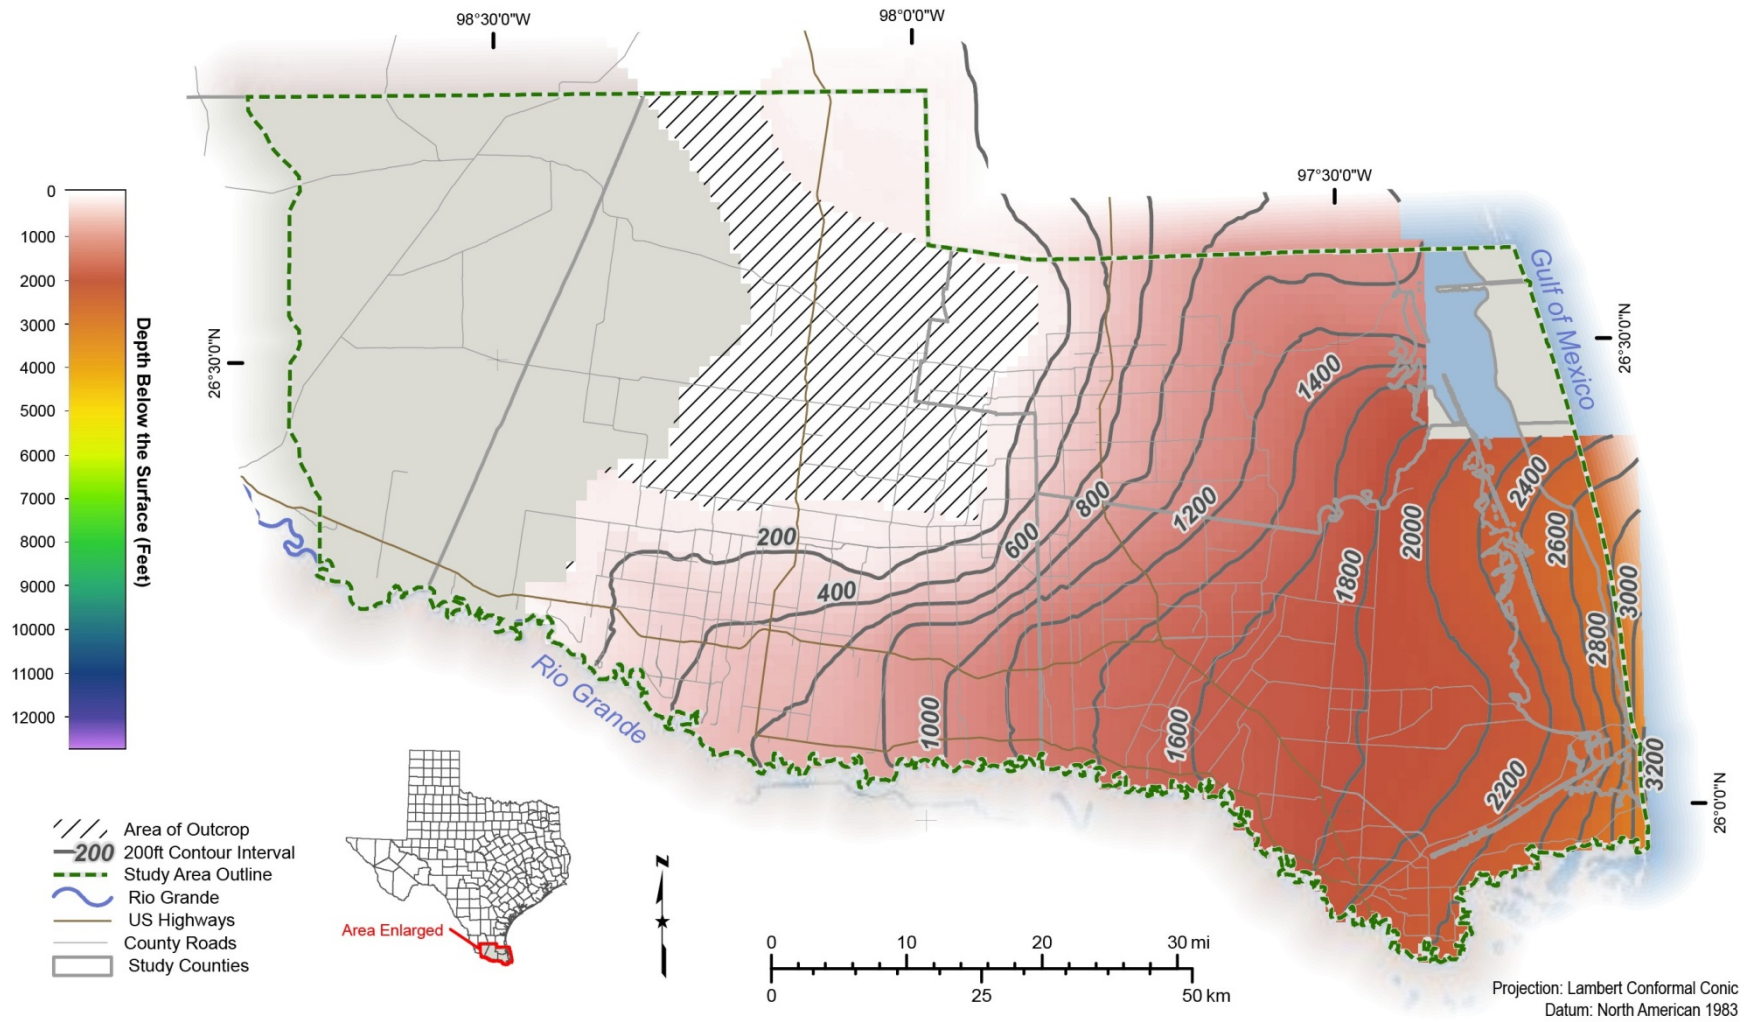 98°30'0"W
98°0'0"W
97°30'0"W
26°30'0"N
26°30'0"N
26°0'0"N
Gulf of Mexico
Rio Grande
0
1000
2000
3000
4000
5000
6000
7000
8000
9000
10000
11000
12000
Depth Below the Surface (Feet)
200
400
600
800
1000
1200
1400
1600
1800
2000
2200
2400
2600
2800
3000
3200
Area of Outcrop
200 200ft Contour Interval
Study Area Outline
Rio Grande
US Highways
County Roads
Study Counties
Area Enlarged
N
0 10 20 30 mi
0 25 50 km
Projection: Lambert Conformal Conic
Datum: North American 1983